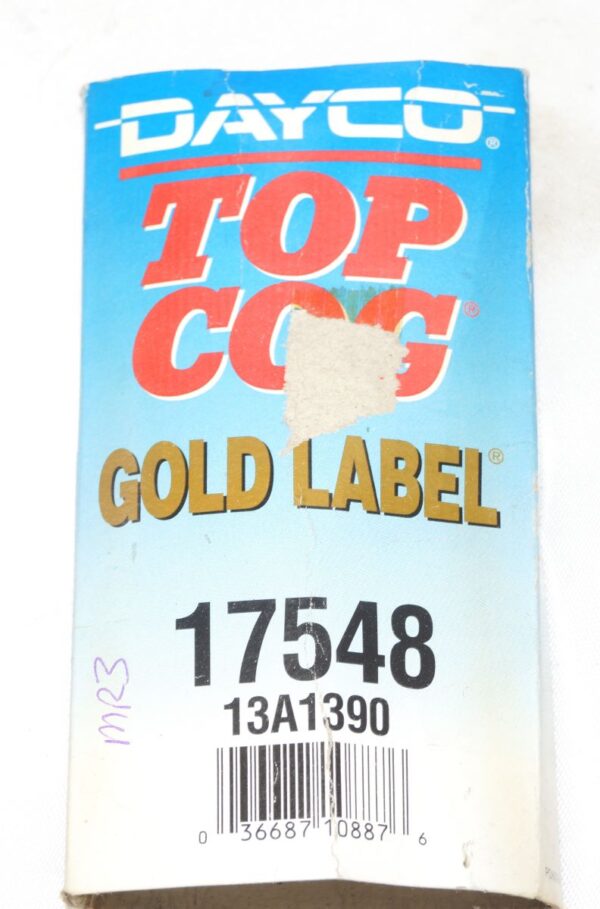 DAYCO®
TOP
COG®
GOLD LABEL®
17548
13A1390
MR3
0 36687 10887 6